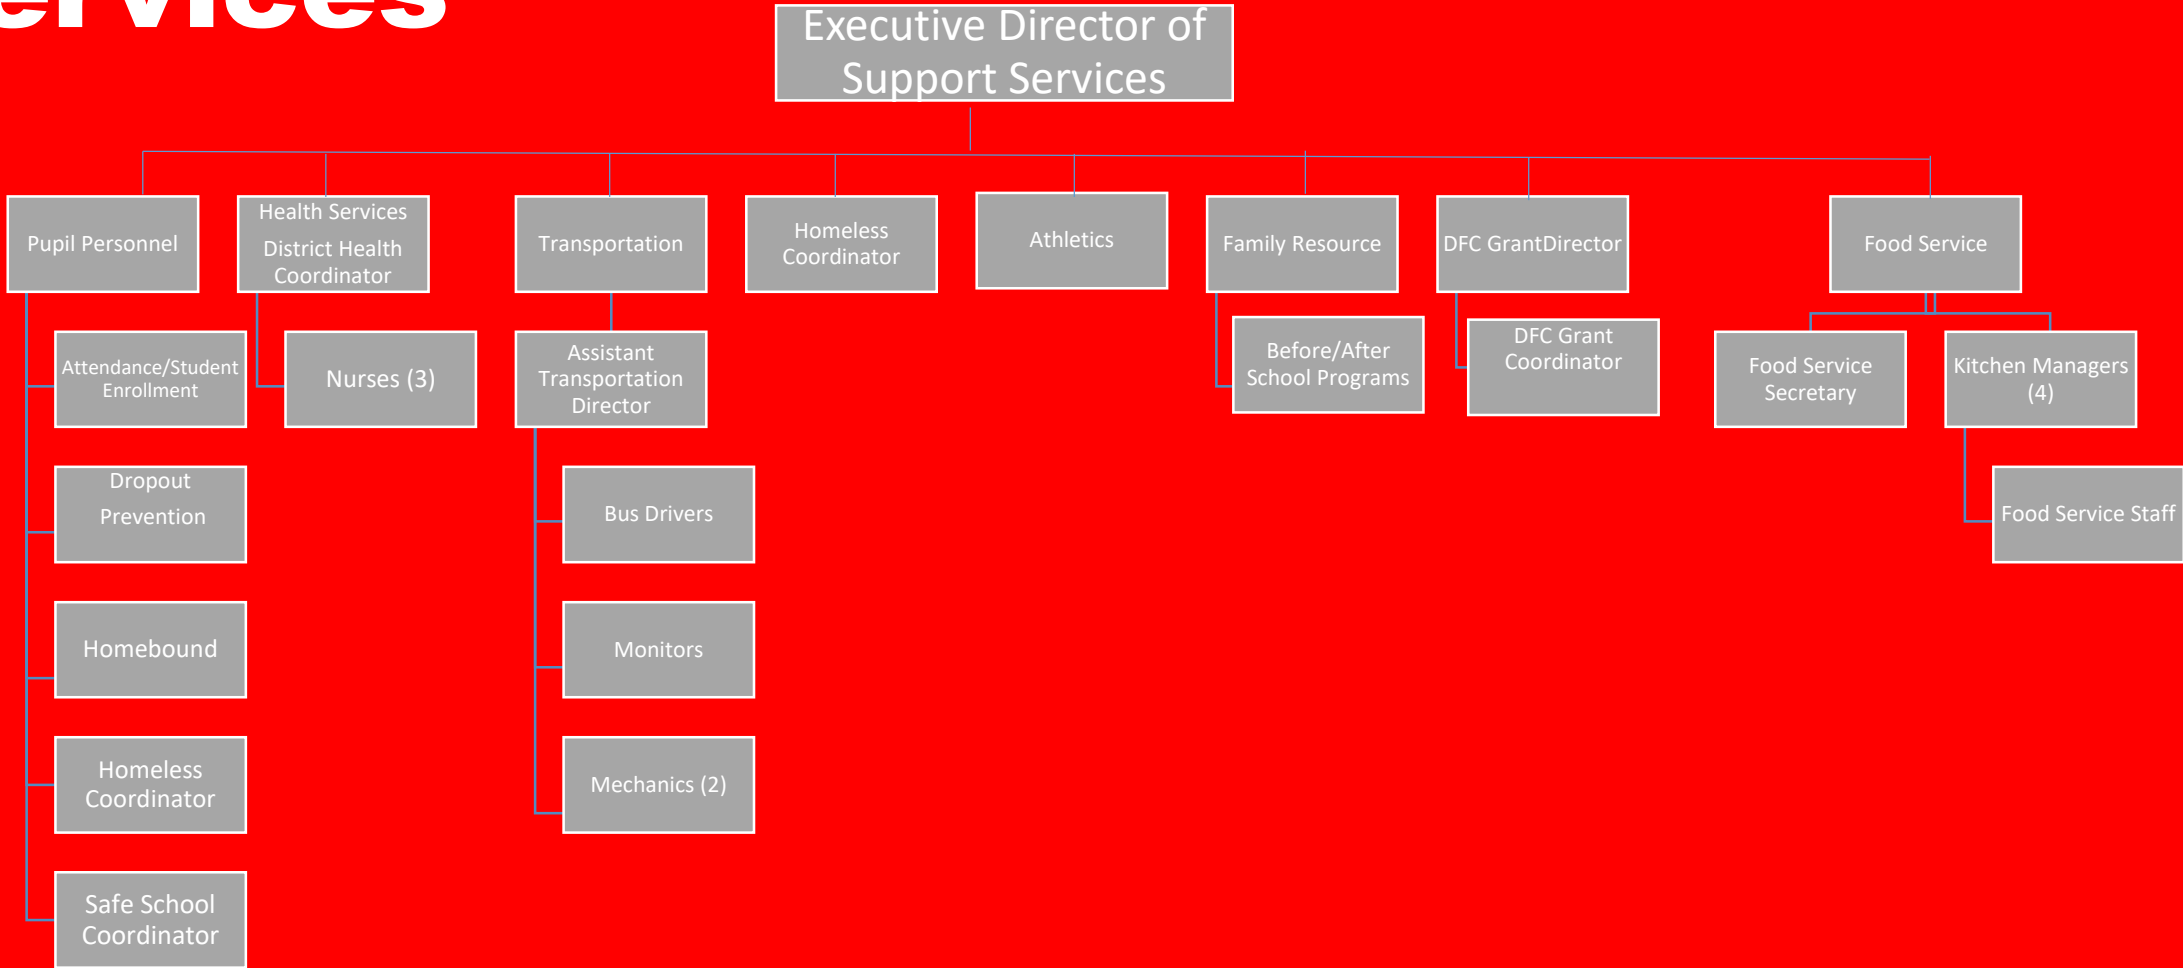 ervices
Executive Director of
Support Services
Pupil Personnel
Health Services
District Health
Coordinator
Transportation
Homeless
Coordinator
Athletics
Family Resource
DFC GrantDirector
Food Service
Attendance/Student
Enrollment
Nurses (3)
Assistant
Transportation
Director
Before/After
School Programs
DFC Grant
Coordinator
Food Service
Secretary
Kitchen Managers
(4)
Dropout
Prevention
Bus Drivers
Food Service Staff
Homebound
Monitors
Homeless
Coordinator
Mechanics (2)
Safe School
Coordinator